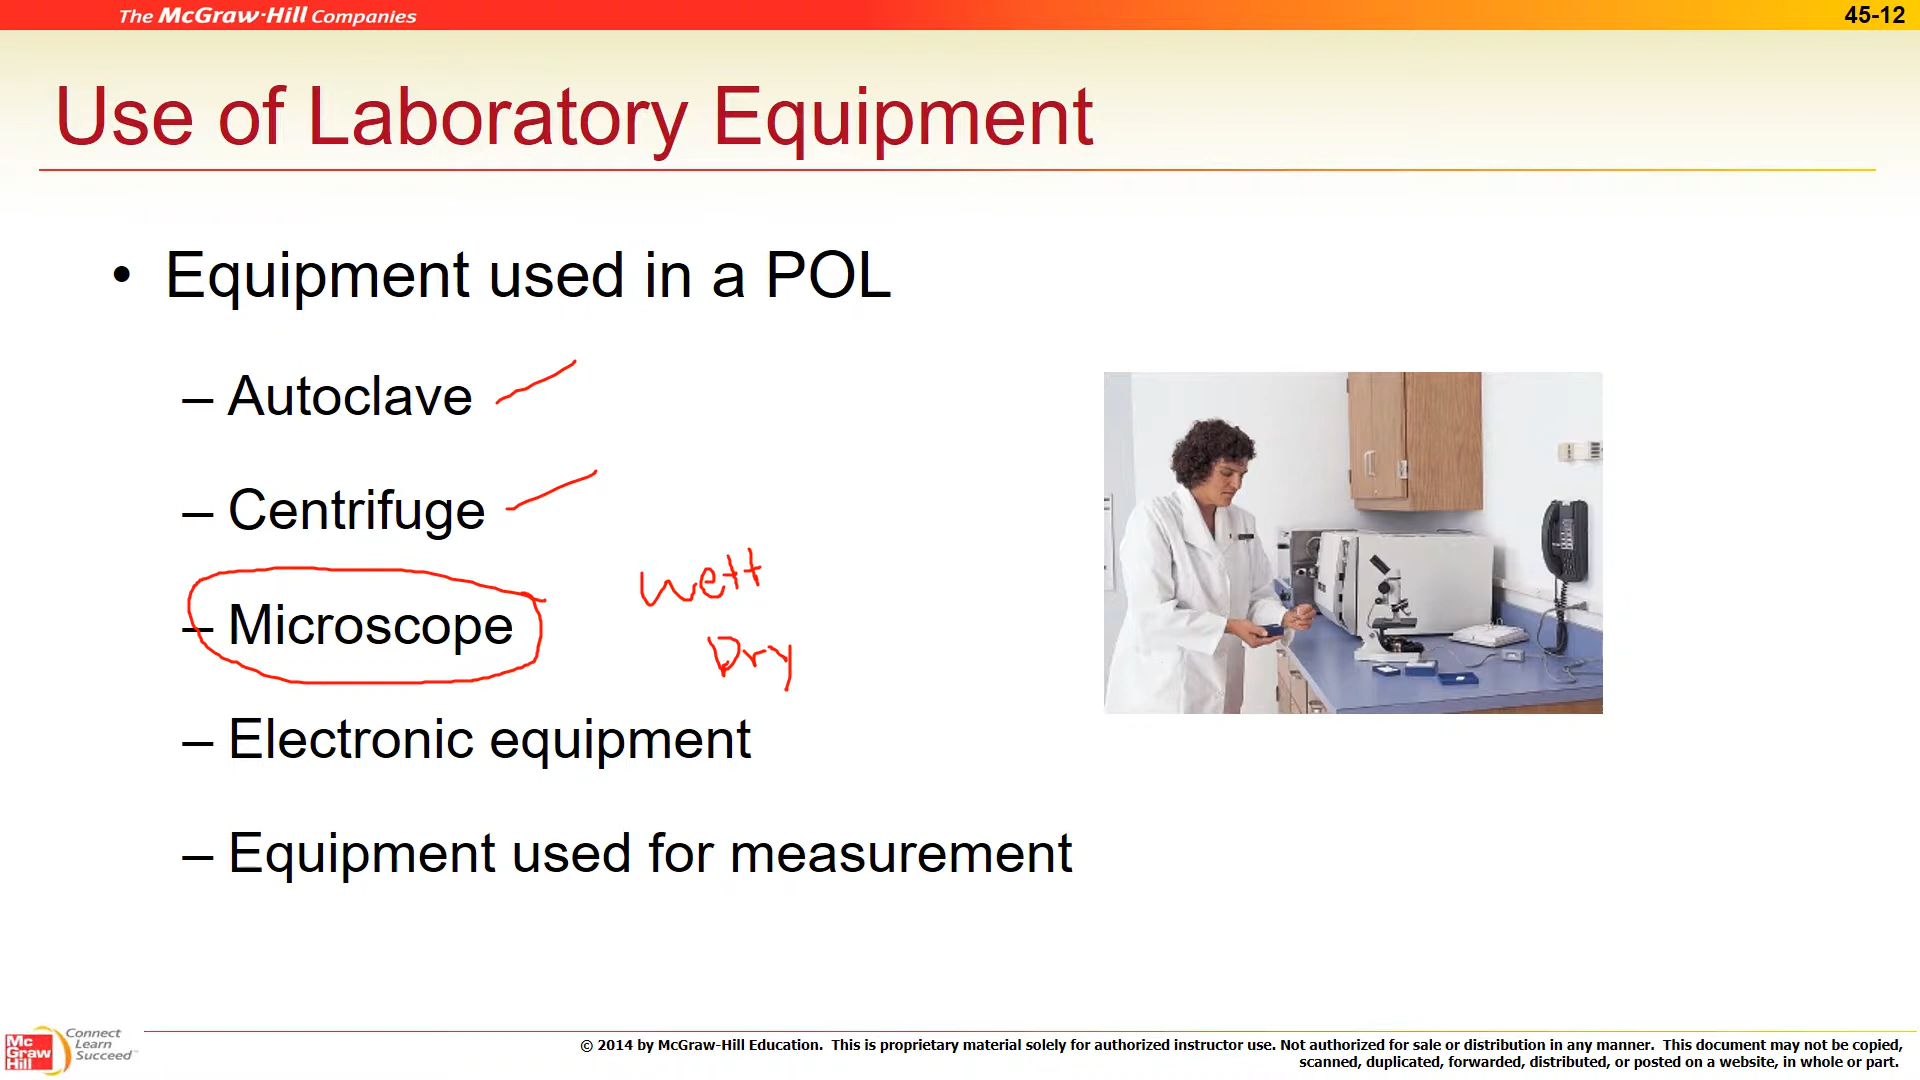 The McGraw-Hill Companies
45-12
Use of Laboratory Equipment
• Equipment used in a POL
– Autoclave
– Centrifuge
– Microscope
Wett
Dry
– Electronic equipment
– Equipment used for measurement
Mc
Graw
Hill
Connect
Learn
Succeed™
© 2014 by McGraw-Hill Education. This is proprietary material solely for authorized instructor use. Not authorized for sale or distribution in any manner. This document may not be copied,
scanned, duplicated, forwarded, distributed, or posted on a website, in whole or part.